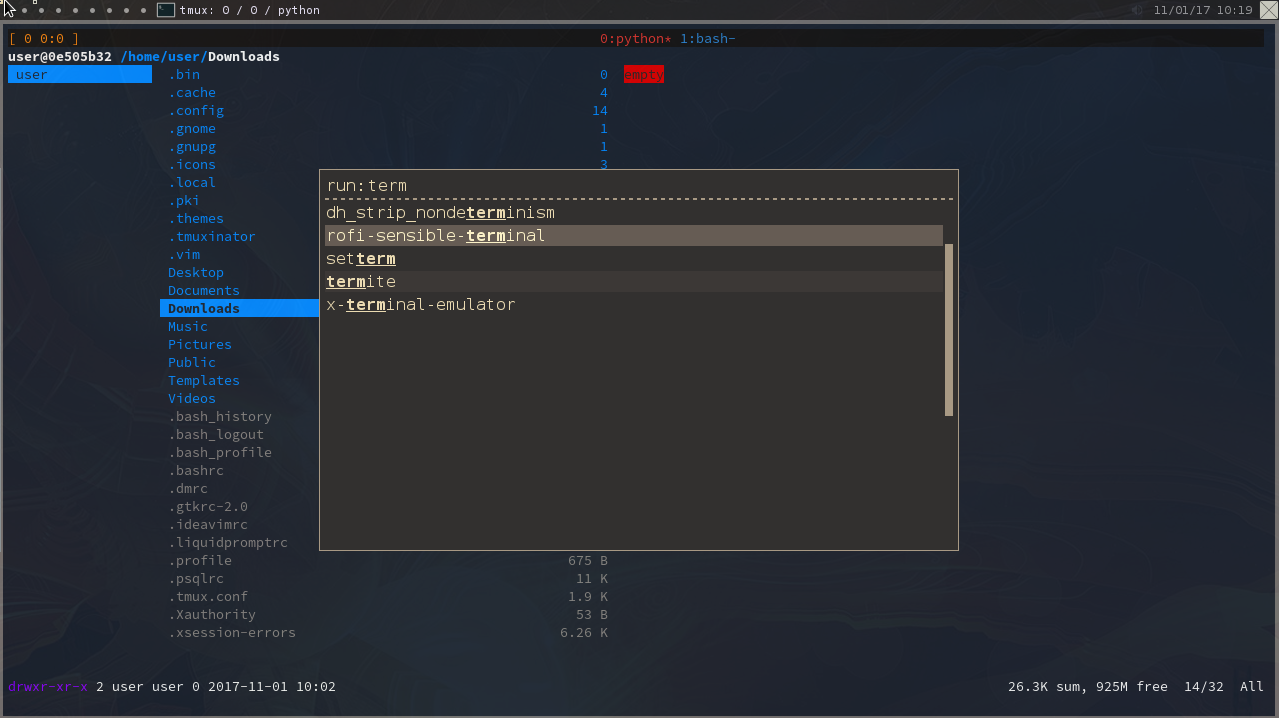 tmux: 0 / 0 / python 11/01/17 10:19
[ 0 0:0 ] 0:python* 1:bash-
user@0e505b32 /home/user/Downloads
user .bin 0 empty
.cache 4
.config 14
.gnome 1
.gnupg 1
.icons 3
.local
.pki
.themes
.tmuxinator
.vim
Desktop
Documents
Downloads
Music
Pictures
Public
Templates
Videos
.bash_history
.bash_logout
.bash_profile
.bashrc
.dmrc
.gtkrc-2.0
.ideavimrc
.liquidpromptrc
.profile 675 B
.psqlrc 11 K
.tmux.conf 1.9 K
.Xauthority 53 B
.xsession-errors 6.26 K
run:term
dh_strip_nondeterminism
rofi-sensible-terminal
setterm
termite
x-terminal-emulator
drwxr-xr-x 2 user user 0 2017-11-01 10:02 26.3K sum, 925M free 14/32 All